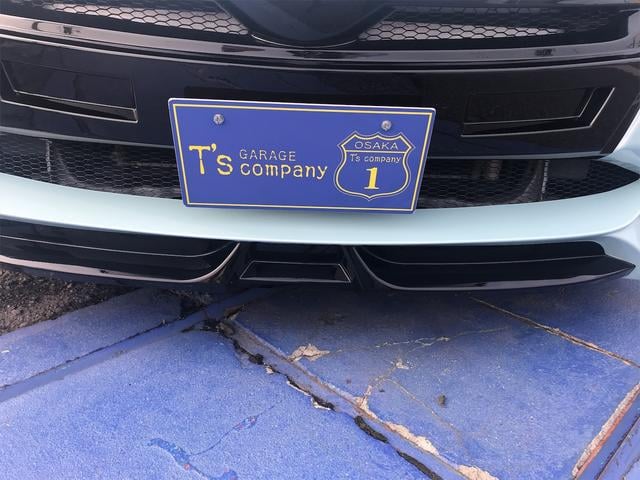 T's GARAGE company
OSAKA
T's company
1